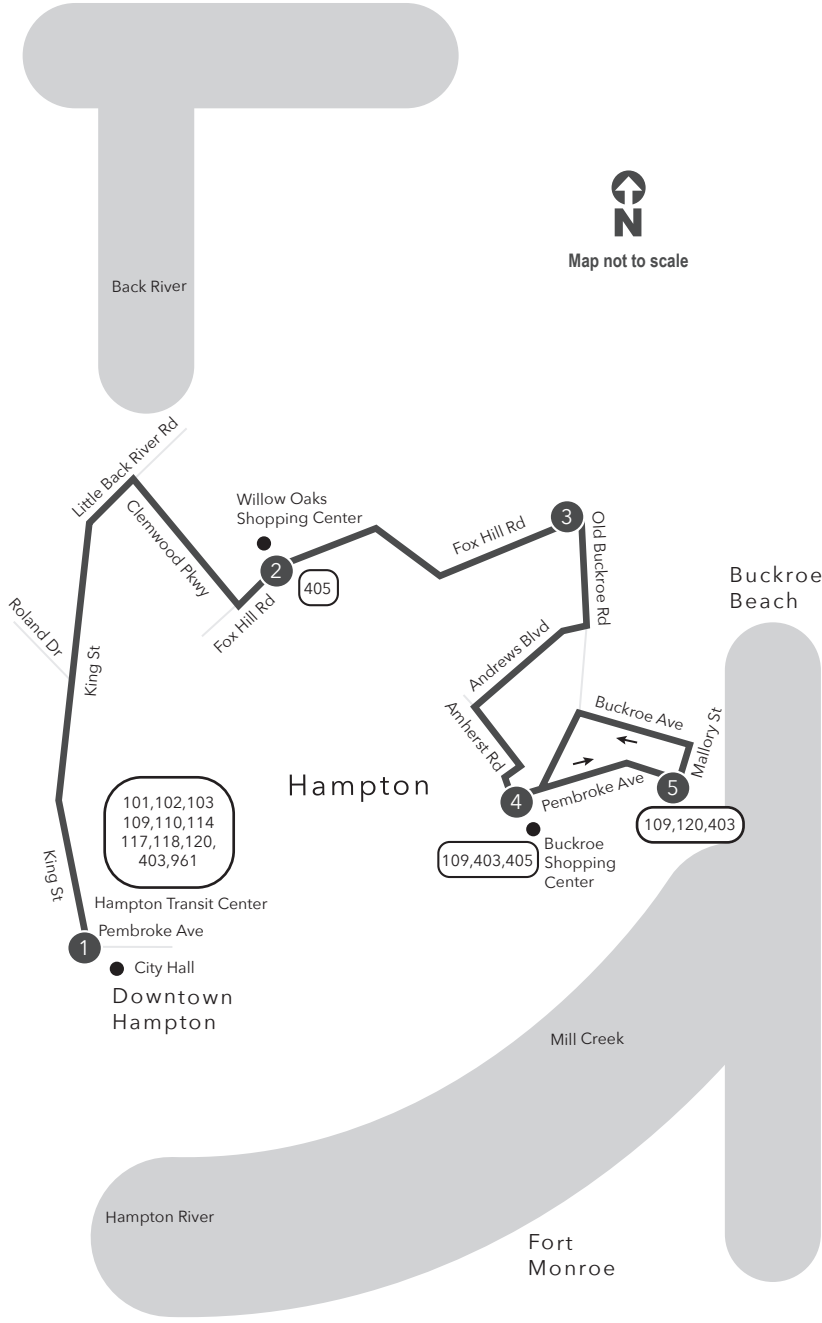 N
Map not to scale
Back River
Little Back River Rd
Clemwood Pkwy
Willow Oaks
Shopping Center
2
405
Fox Hill Rd
Fox Hill Rd
3
Old Buckroe Rd
Buckroe
Beach
Roland Dr
King St
Andrews Blvd
Amherst Rd
Buckroe Ave
Mallory St
Hampton
4
Pembroke Ave
5
109,120,403
101,102,103
109,110,114
117,118,120,
403,961
109,403,405
Buckroe
Shopping
Center
King St
Hampton Transit Center
Pembroke Ave
1
City Hall
Downtown
Hampton
Mill Creek
Hampton River
Fort
Monroe